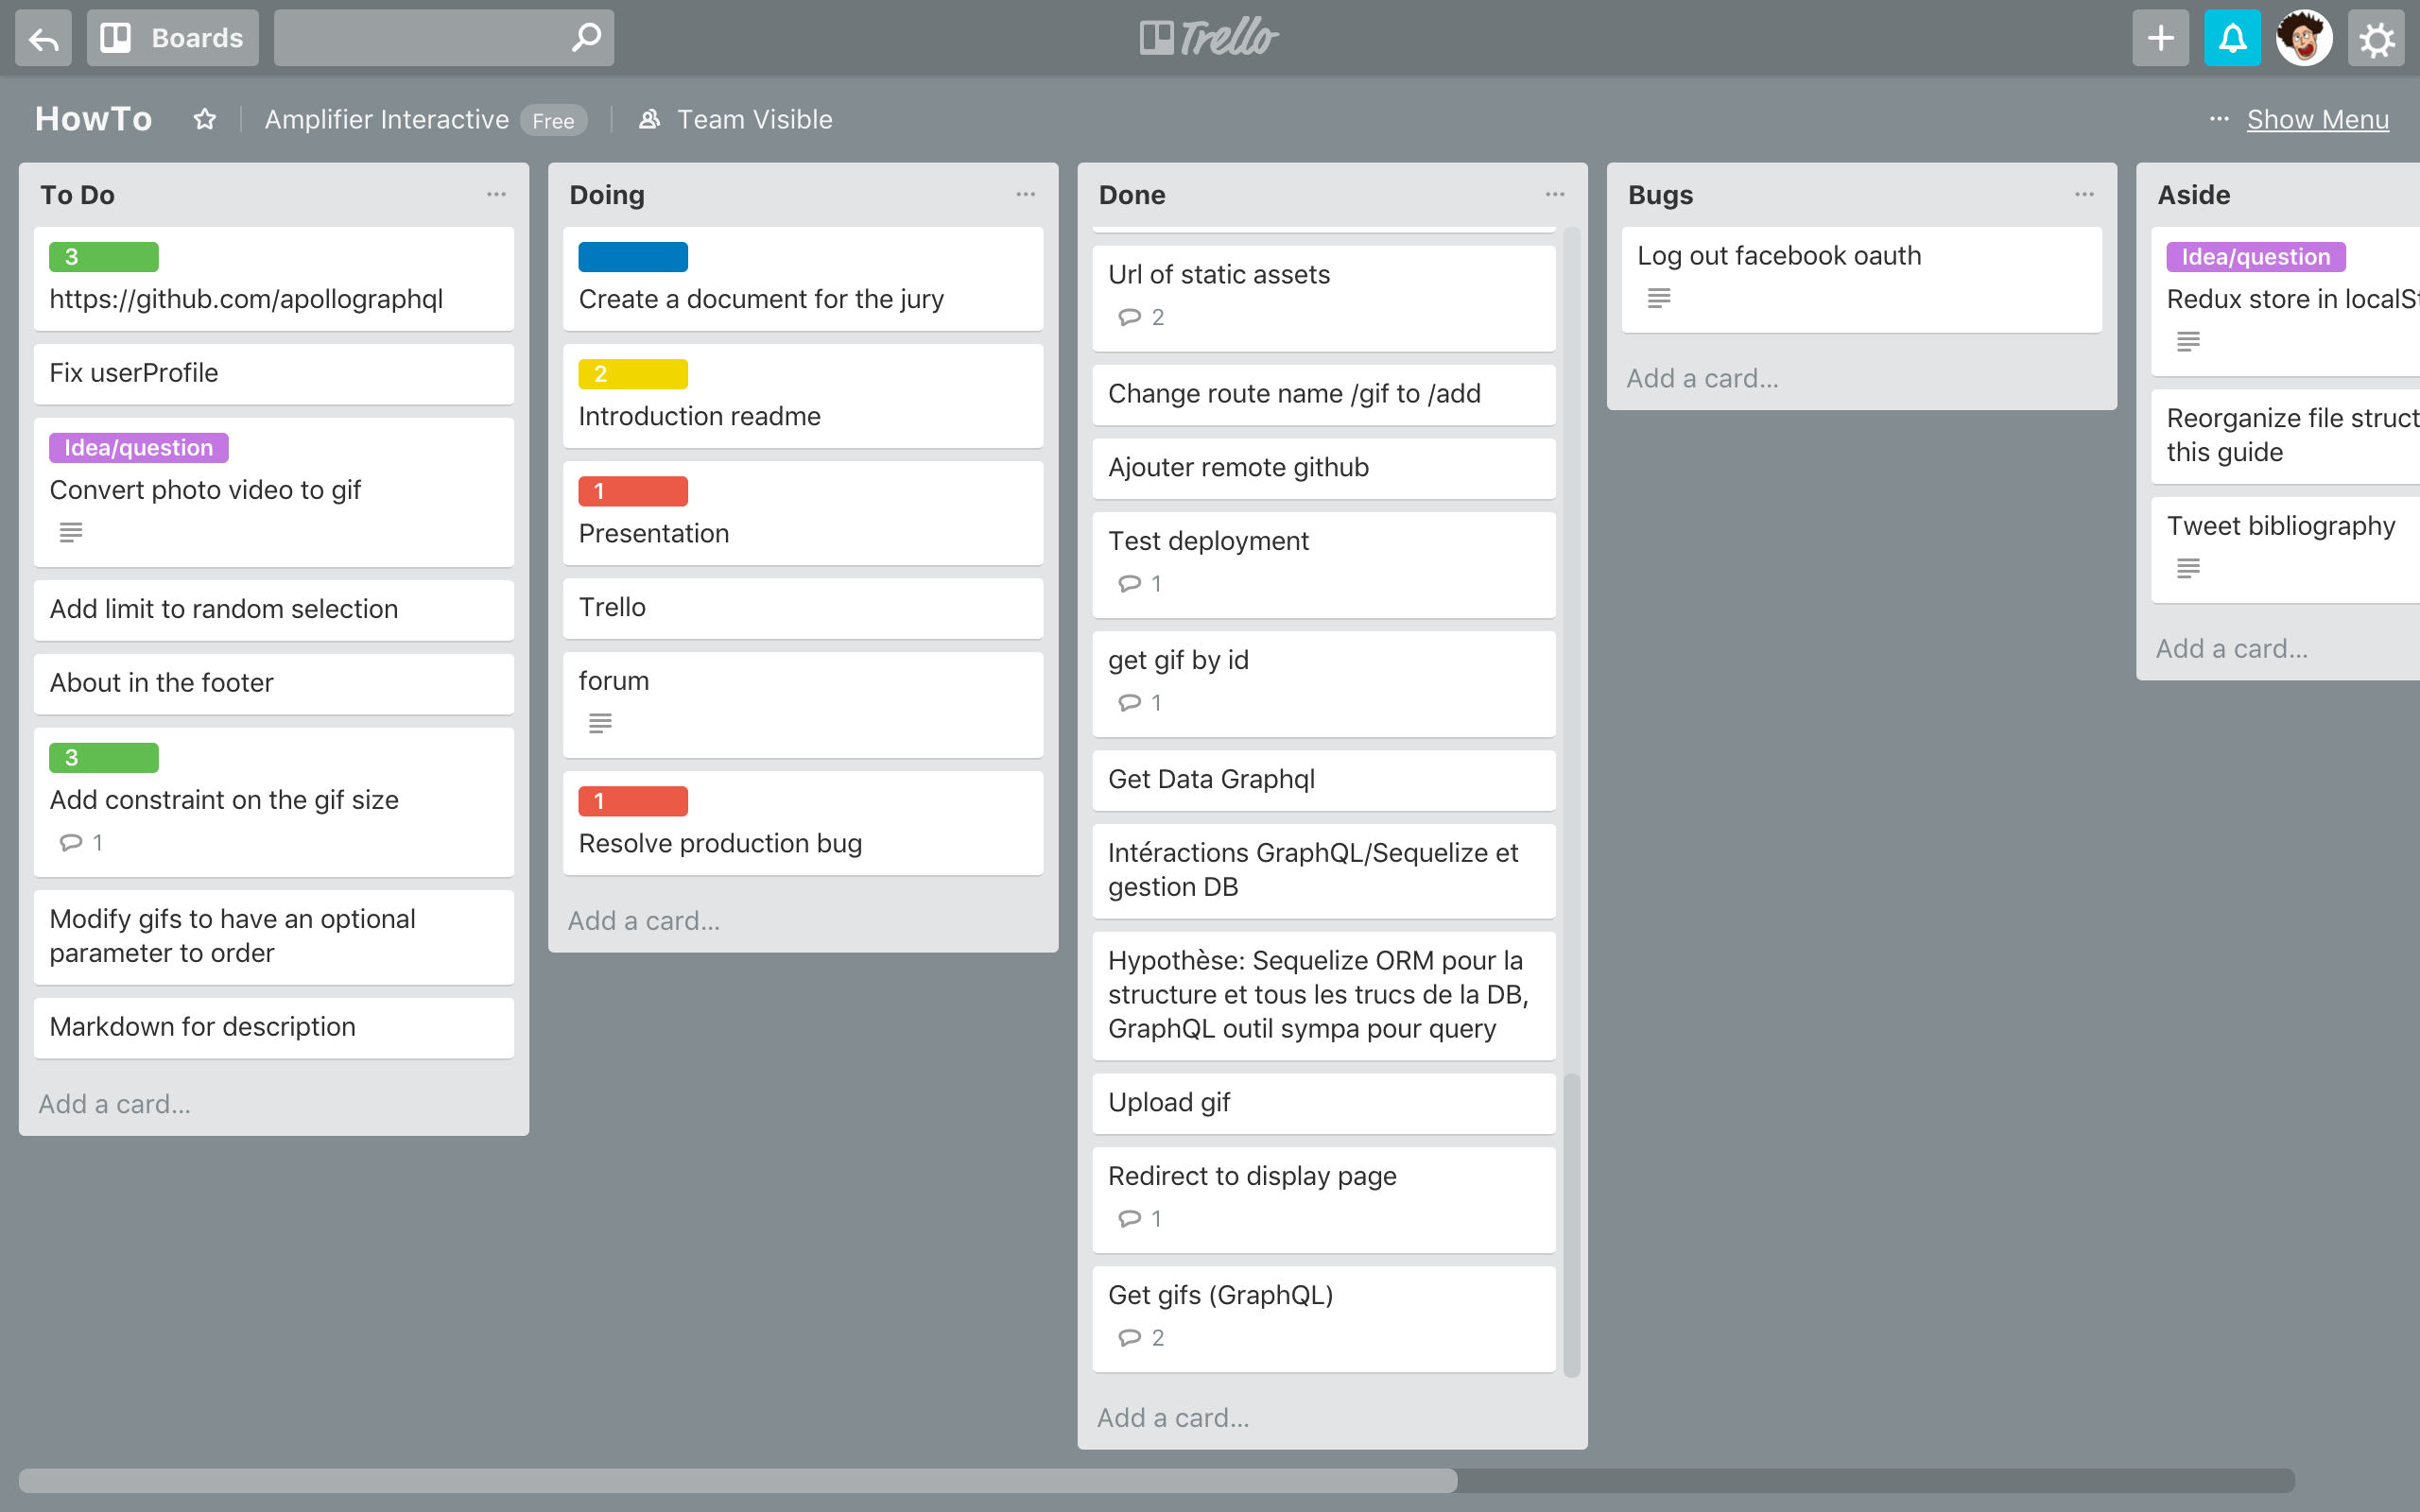 Boards
Trello
HowTo
Amplifier Interactive Free
Team Visible
Show Menu
To Do
3
https://github.com/apollographql
Fix userProfile
Idea/question
Convert photo video to gif
Add limit to random selection
About in the footer
3
Add constraint on the gif size
1
Modify gifs to have an optional
parameter to order
Markdown for description
Add a card...
Doing
Create a document for the jury
2
Introduction readme
1
Presentation
Trello
forum
1
Resolve production bug
Add a card...
Done
Url of static assets
2
Change route name /gif to /add
Ajouter remote github
Test deployment
1
get gif by id
1
Get Data Graphql
Intéractions GraphQL/Sequelize et
gestion DB
Hypothèse: Sequelize ORM pour la
structure et tous les trucs de la DB,
GraphQL outil sympa pour query
Upload gif
Redirect to display page
1
Get gifs (GraphQL)
2
Add a card...
Bugs
Log out facebook oauth
Add a card...
Aside
Idea/question
Redux store in localSt
Reorganize file struct
this guide
Tweet bibliography
Add a card...